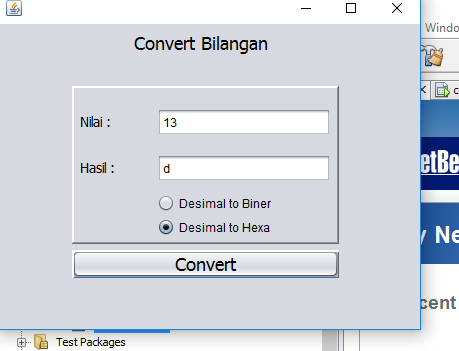 Convert Bilangan
Windo
Nilai : 13
Hasil : d
Desimal to Biner
Desimal to Hexa
Convert
c
etBe
y Ne
cent
Test Packages